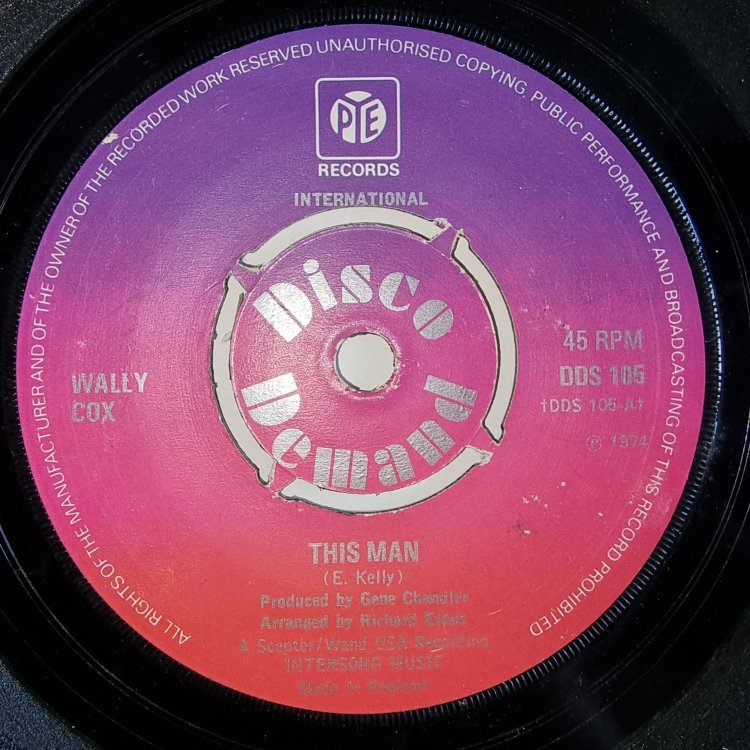 ALL RIGHTS OF THE MANUFACTURER AND OF THE OWNER OF THE RECORDED WORK RESERVED UNAUTHORISED COPYING, PUBLIC PERFORMANCE AND BROADCASTING OF THIS RECORD PROHIBITED
PYE
RECORDS
INTERNATIONAL
Disco
Demand
WALLY
COX
45 RPM
DDS 105
†DDS 105-A†
℗ 1974
THIS MAN
(E. Kelly)
Produced by Gene Chandler
Arranged by Richard Evans
A Scepter/Wand USA Recording
INTERSONG MUSIC
Made in England